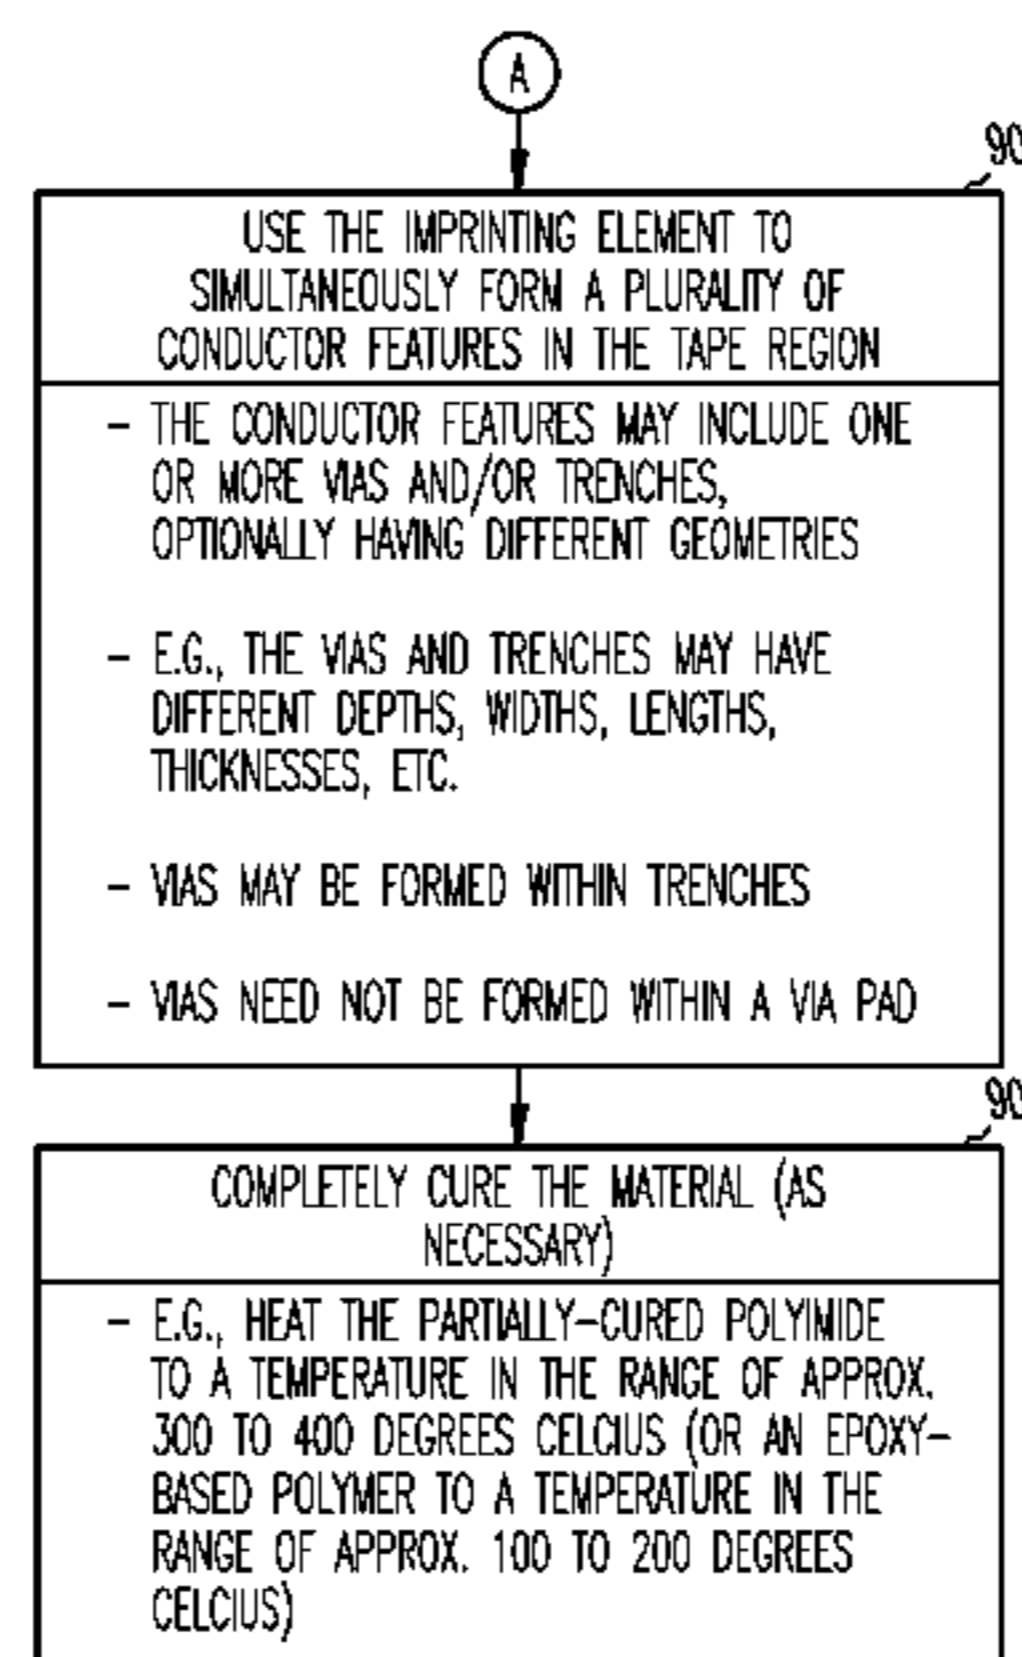 A
90
USE THE IMPRINTING ELEMENT TO
SIMULTANEOUSLY FORM A PLURALITY OF
CONDUCTOR FEATURES IN THE TAPE REGION
- THE CONDUCTOR FEATURES MAY INCLUDE ONE
OR MORE VIAS AND/OR TRENCHES,
OPTIONALLY HAVING DIFFERENT GEOMETRIES
- E.G., THE VIAS AND TRENCHES MAY HAVE
DIFFERENT DEPTHS, WIDTHS, LENGTHS,
THICKNESSES, ETC.
- VIAS MAY BE FORMED WITHIN TRENCHES
- VIAS NEED NOT BE FORMED WITHIN A VIA PAD
90
COMPLETELY CURE THE MATERIAL (AS
NECESSARY)
- E.G., HEAT THE PARTIALLY-CURED POLYIMIDE
TO A TEMPERATURE IN THE RANGE OF APPROX.
300 TO 400 DEGREES CELCIUS (OR AN EPOXY-
BASED POLYMER TO A TEMPERATURE IN THE
RANGE OF APPROX. 100 TO 200 DEGREES
CELCIUS)